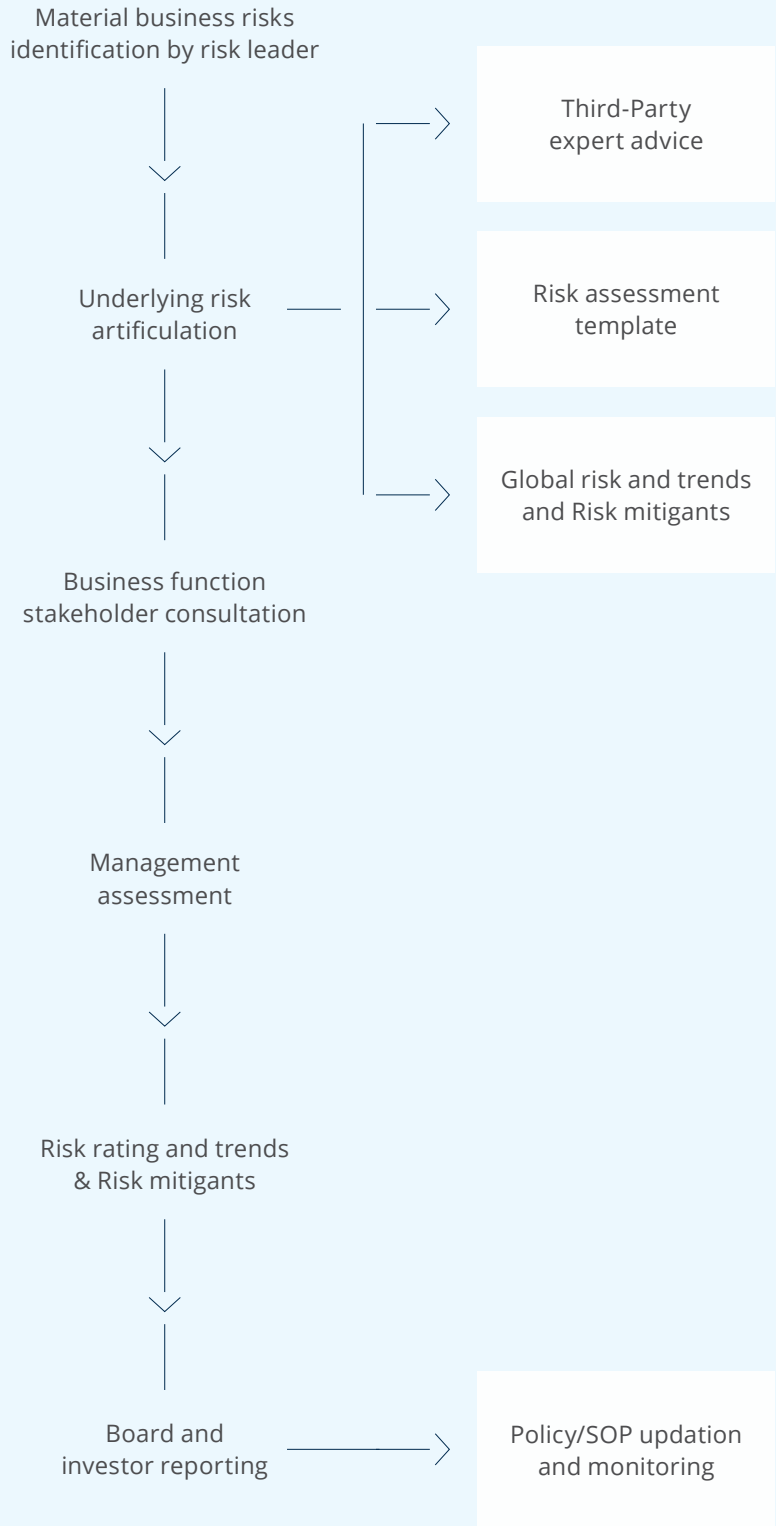 Material business risks
identification by risk leader
Third-Party
expert advice
Underlying risk
artificulation
Risk assessment
template
Global risk and trends
and Risk mitigants
Business function
stakeholder consultation
Management
assessment
Risk rating and trends
& Risk mitigants
Board and
investor reporting
Policy/SOP updation
and monitoring